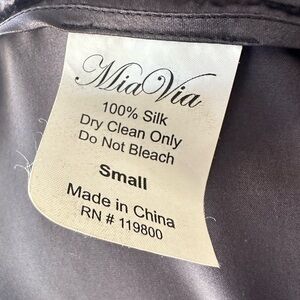 MiaVia
100% Silk
Dry Clean Only
Do Not Bleach
Small
Made in China
RN # 119800